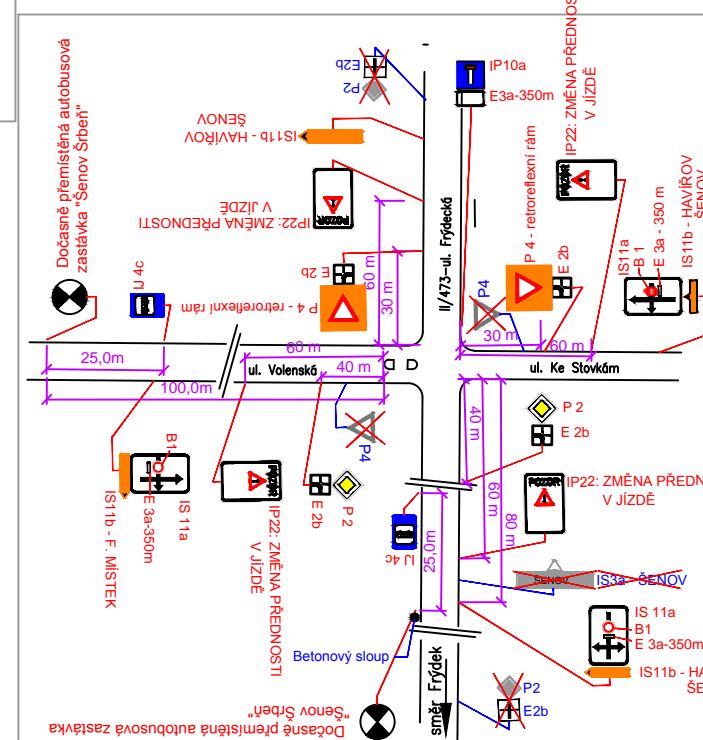 E2b
P2
IS11b - HAVÍŘOV
ŠENOV
IP22: ZMĚNA PŘEDNOSTI
V JÍZDĚ
POZOR
E 2b
P 4 - retroreflexní rám
Dočasně přemístěná autobusová
zastávka "Šenov Šrbeň"
IJ 4c
60 m
30 m
IP10a
E3a-350m
II/473-ul. Frýdecká
IP22: ZMĚNA PŘEDNOSTI
V JÍZDĚ
POZOR
P 4 - retroreflexní rám
E 2b
P4
IS11a
B 1
E 3a - 350 m
IS11b - HAVÍŘOV
ŠENOV
30 m
60 m
ul. Ke Stovkám
25,0m
100,0m
60 m
40 m
ul. Volenská
P4
B1
E 3a-350m
IS 11a
IS11b - F. MÍSTEK
POZOR
IP22: ZMĚNA PŘEDNOSTI
V JÍZDĚ
E 2b
P 2
40 m
60 m
80 m
P 2
E 2b
POZOR
IP22: ZMĚNA PŘEDN
V JÍZDĚ
IJ 4c
25,0m
ŠENOV
IS3a - ŠENOV
IS 11a
B1
E 3a-350m
IS11b - HA
ŠE
Betonový sloup
směr Frýdek
P2
E2b
Dočasně přemístěná autobusová zastávka
"Šenov Šrbeň"